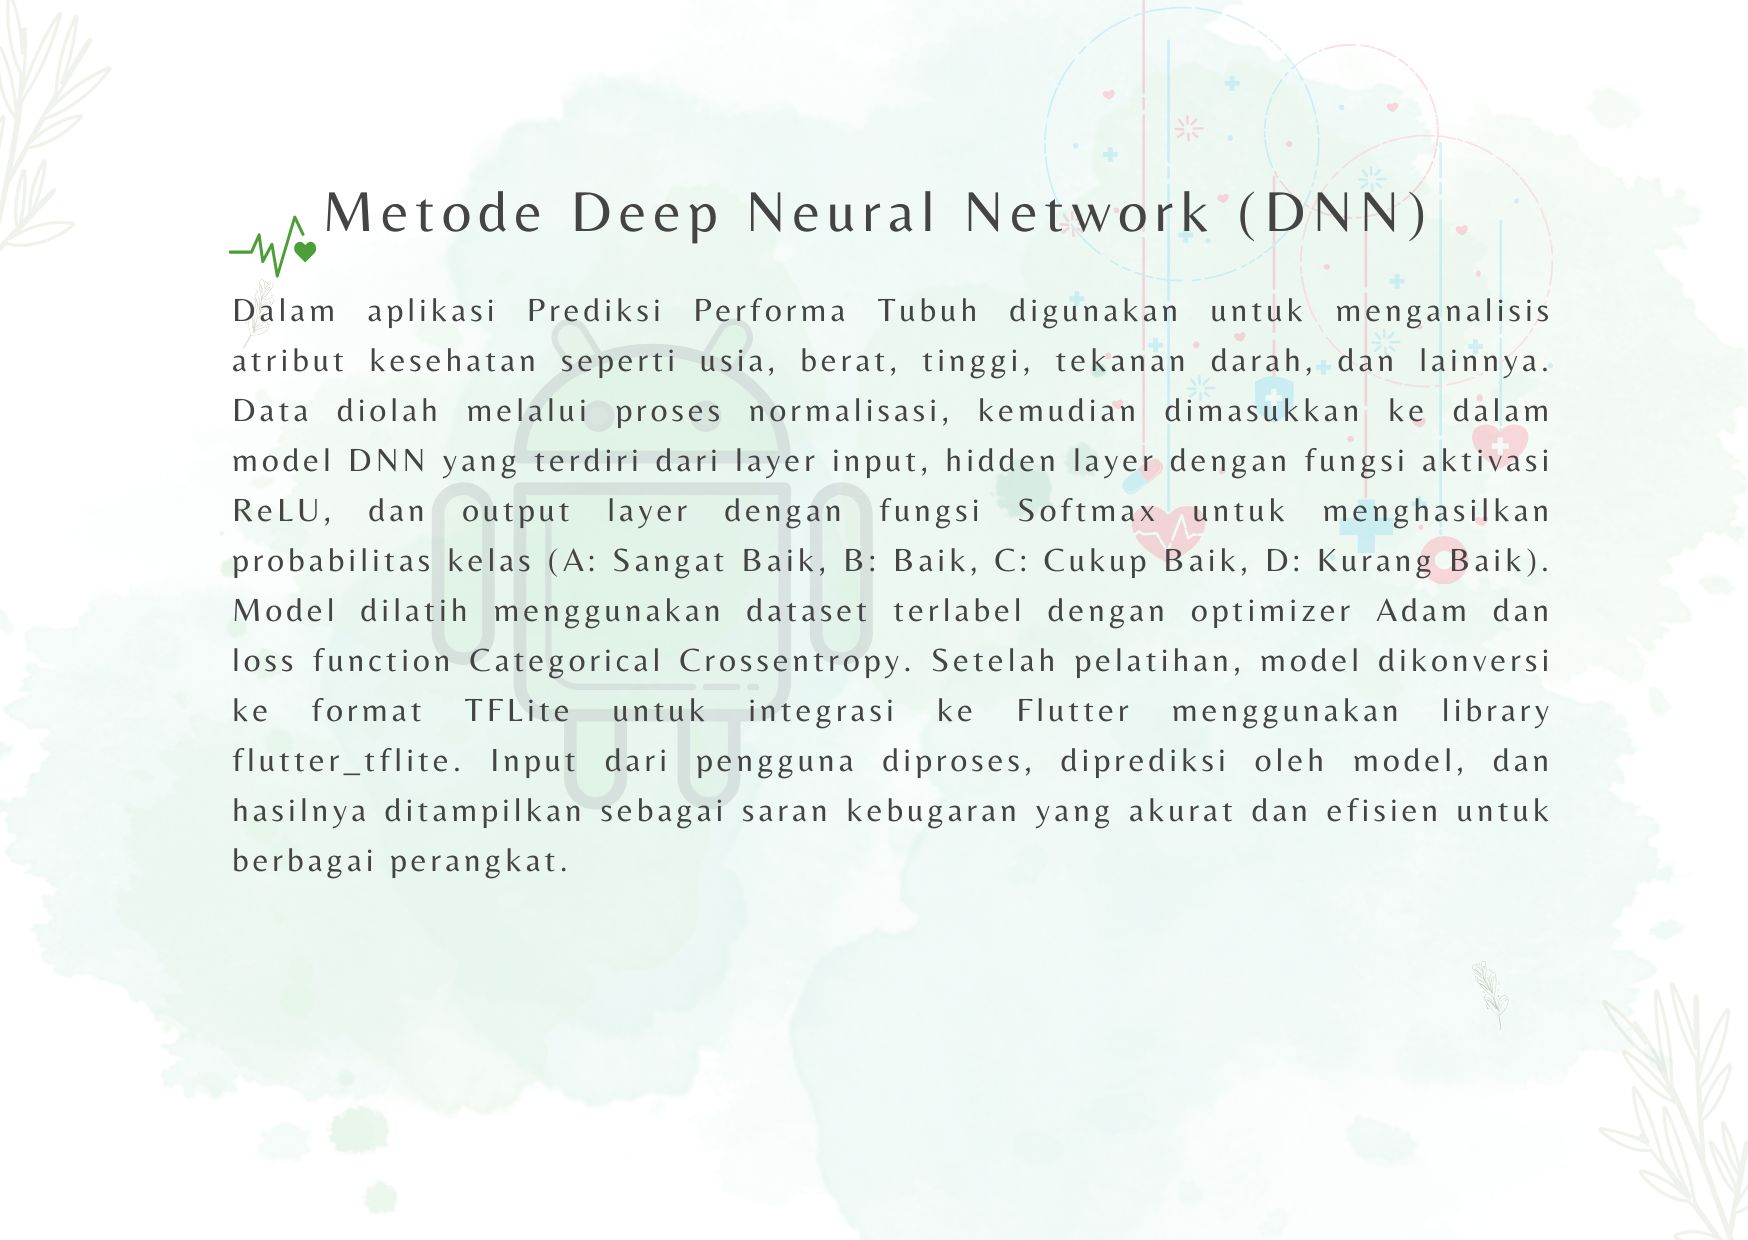 Metode Deep Neural Network (DNN)
Dalam aplikasi Prediksi Performa Tubuh digunakan untuk menganalisis
atribut kesehatan seperti usia, berat, tinggi, tekanan darah, dan lainnya.
Data diolah melalui proses normalisasi, kemudian dimasukkan ke dalam
model DNN yang terdiri dari layer input, hidden layer dengan fungsi aktivasi
ReLU, dan output layer dengan fungsi Softmax untuk menghasilkan
probabilitas kelas (A: Sangat Baik, B: Baik, C: Cukup Baik, D: Kurang Baik).
Model dilatih menggunakan dataset terlabel dengan optimizer Adam dan
loss function Categorical Crossentropy. Setelah pelatihan, model dikonversi
ke format TFLite untuk integrasi ke Flutter menggunakan library
flutter_tflite. Input dari pengguna diproses, diprediksi oleh model, dan
hasilnya ditampilkan sebagai saran kebugaran yang akurat dan efisien untuk
berbagai perangkat.